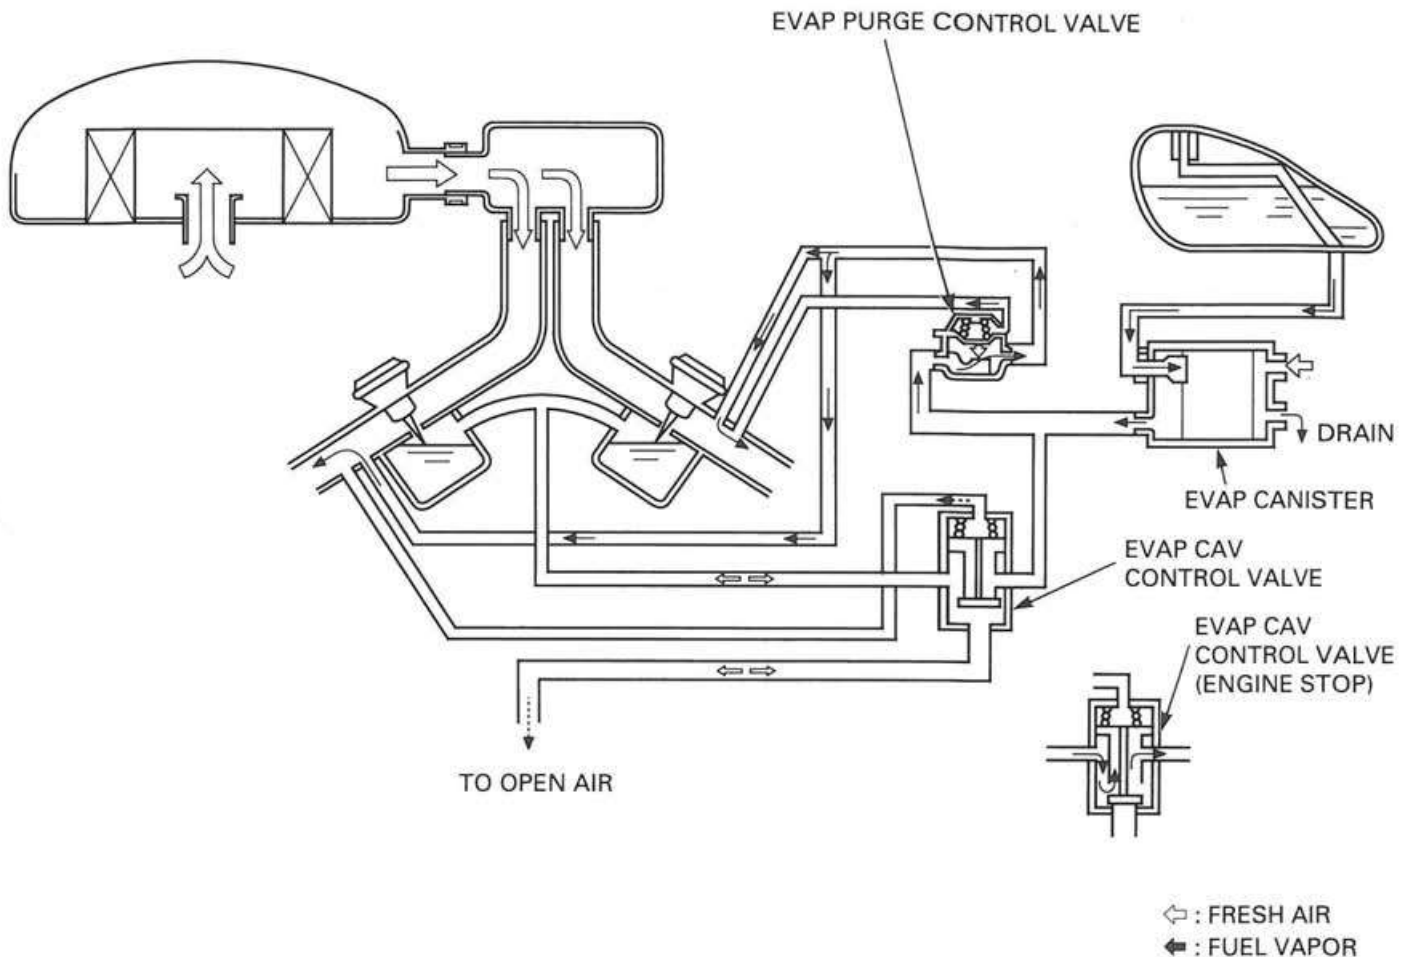 EVAP PURGE CONTROL VALVE
DRAIN
EVAP CANISTER
EVAP CAV
CONTROL VALVE
EVAP CAV
CONTROL VALVE
(ENGINE STOP)
TO OPEN AIR
: FRESH AIR
: FUEL VAPOR